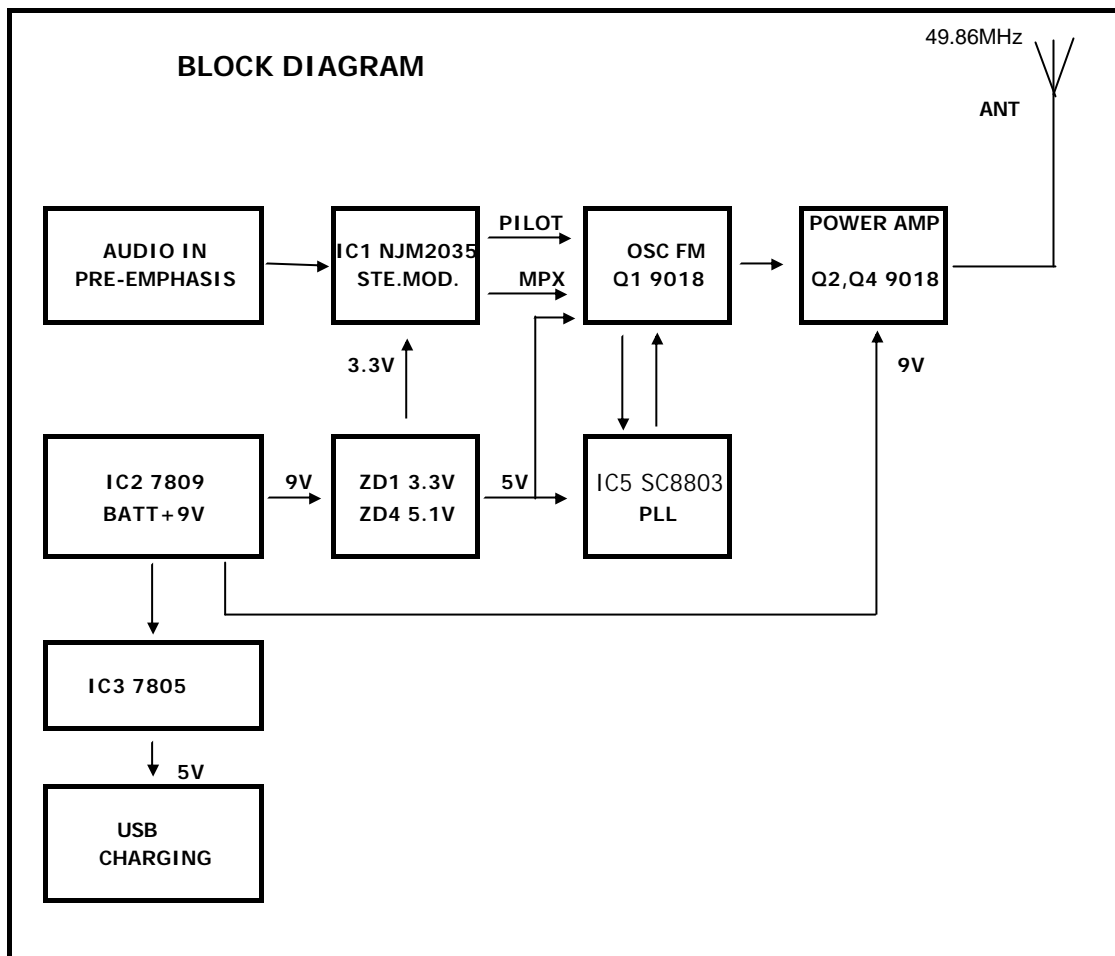 49.86MHz
BLOCK DIAGRAM
ANT
AUDIO IN
PRE-EMPHASIS
IC1 NJM2035
STE.MOD.
PILOT
MPX
OSC FM
Q1 9018
POWER AMP
Q2,Q4 9018
3.3V
9V
IC2 7809
BATT+9V
9V
ZD1 3.3V
ZD4 5.1V
5V
IC5 SC8803
PLL
IC3 7805
5V
USB
CHARGING